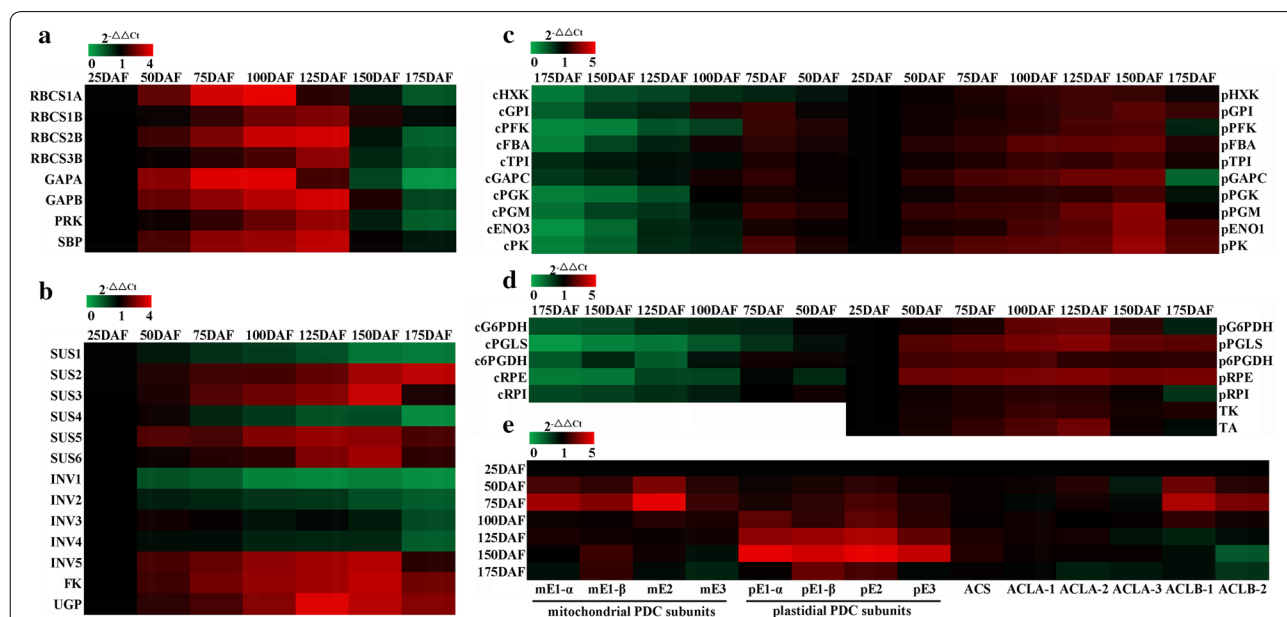 a
2-△△Ct
0 1 4
25DAF 50DAF 75DAF 100DAF 125DAF 150DAF 175DAF
RBCS1A
RBCS1B
RBCS2B
RBCS3B
GAPA
GAPB
PRK
SBP
b
2-△△Ct
0 1 4
25DAF 50DAF 75DAF 100DAF 125DAF 150DAF 175DAF
SUS1
SUS2
SUS3
SUS4
SUS5
SUS6
INV1
INV2
INV3
INV4
INV5
FK
UGP
c
2-△△Ct
0 1 5
175DAF 150DAF 125DAF 100DAF 75DAF 50DAF 25DAF 50DAF 75DAF 100DAF 125DAF 150DAF 175DAF
cHXK pHXK
cGPI pGPI
cPFK pPFK
cFBA pFBA
cTPI pTPI
cGAPC pGAPC
cPGK pPGK
cPGM pPGM
cENO3 pENO1
cPK pPK
d
2-△△Ct
0 1 5
175DAF 150DAF 125DAF 100DAF 75DAF 50DAF 25DAF 50DAF 75DAF 100DAF 125DAF 150DAF 175DAF
cG6PDH pG6PDH
cPGLS pPGLS
c6PGDH p6PGDH
cRPE pRPE
cRPI pRPI
TK
TA
e
2-△△Ct
0 1 5
25DAF
50DAF
75DAF
100DAF
125DAF
150DAF
175DAF
mE1-α mE1-β mE2 mE3 pE1-α pE1-β pE2 pE3 ACS ACLA-1 ACLA-2 ACLA-3 ACLB-1 ACLB-2
mitochondrial PDC subunits plastidial PDC subunits